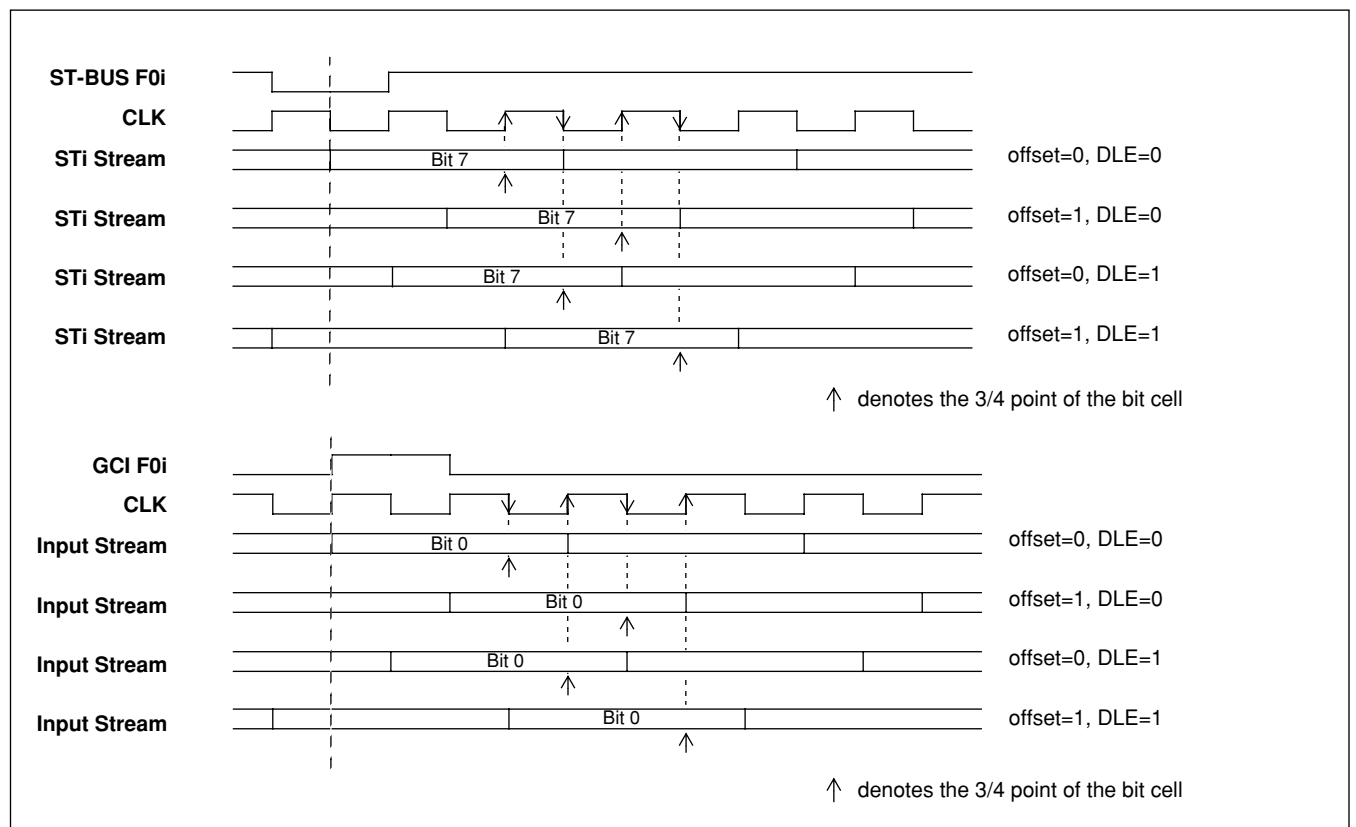 ST-BUS F0i
CLK
STi Stream Bit 7 offset=0, DLE=0
STi Stream Bit 7 offset=1, DLE=0
STi Stream Bit 7 offset=0, DLE=1
STi Stream Bit 7 offset=1, DLE=1
denotes the 3/4 point of the bit cell
GCI F0i
CLK
Input Stream Bit 0 offset=0, DLE=0
Input Stream Bit 0 offset=1, DLE=0
Input Stream Bit 0 offset=0, DLE=1
Input Stream Bit 0 offset=1, DLE=1
denotes the 3/4 point of the bit cell